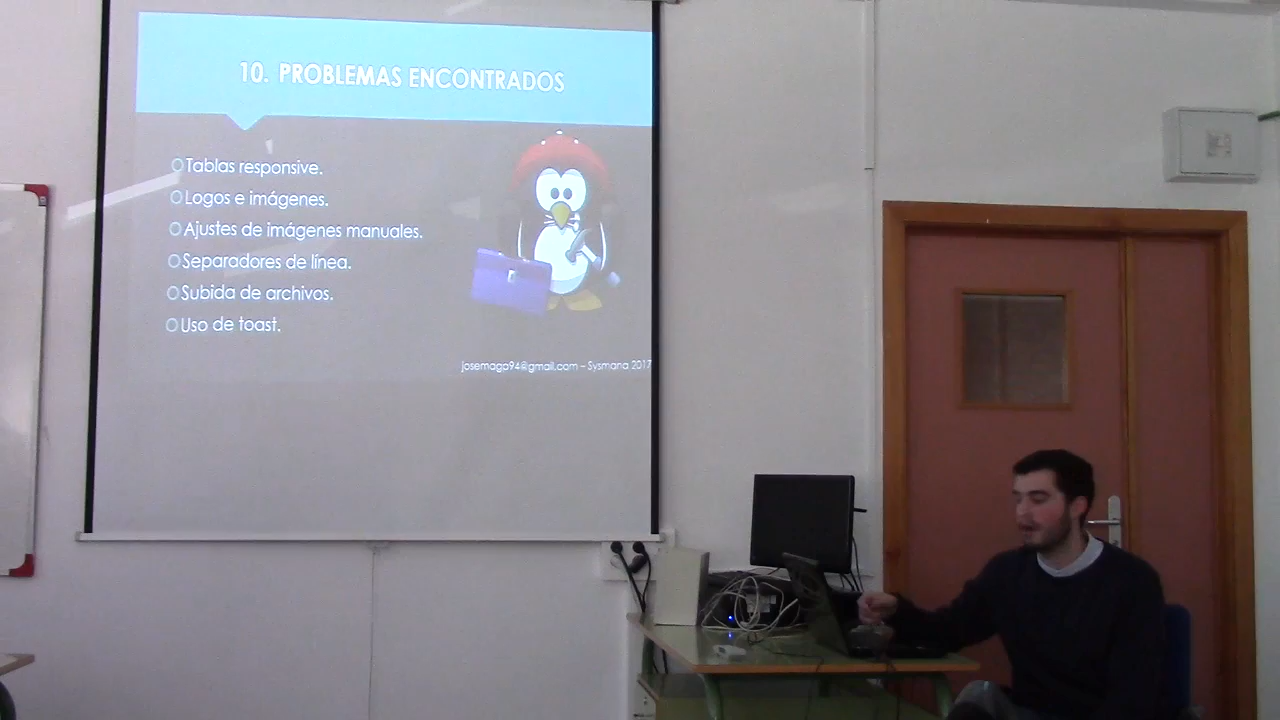 10. PROBLEMAS ENCONTRADOS
Tablas responsive.
Logos e imágenes.
Ajustes de imágenes manuales.
Separadores de línea.
Subida de archivos.
Uso de toast.
josemagp94@gmail.com – Sysmana 2017